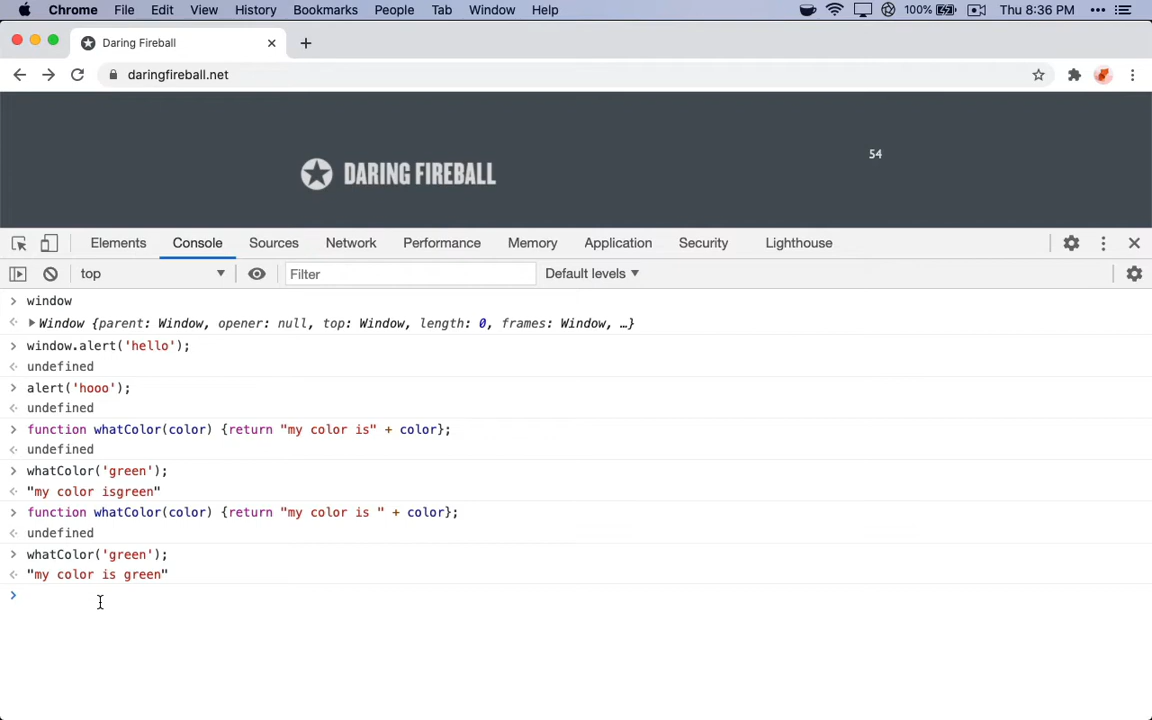 Chrome File Edit View History Bookmarks People Tab Window Help 100% Thu 8:36 PM
Daring Fireball
daringfireball.net
54
DARING FIREBALL
Elements Console Sources Network Performance Memory Application Security Lighthouse
top Filter Default levels
window
Window {parent: Window, opener: null, top: Window, length: 0, frames: Window, …}
window.alert('hello');
undefined
alert('hooo');
undefined
function whatColor(color) {return "my color is" + color};
undefined
whatColor('green');
"my color isgreen"
function whatColor(color) {return "my color is " + color};
undefined
whatColor('green');
"my color is green"